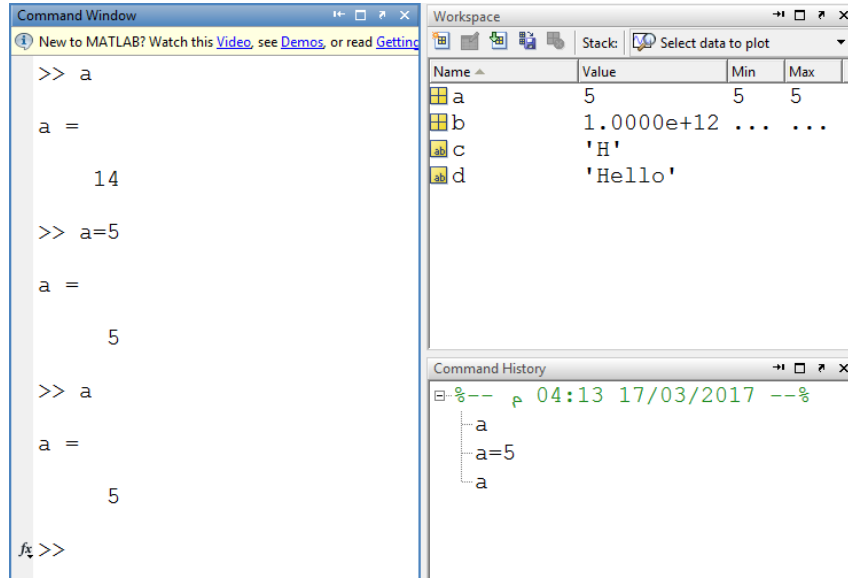 Command Window
New to MATLAB? Watch this Video, see Demos, or read Getting
>> a
a =
14
>> a=5
a =
5
>> a
a =
5
fx >>
Workspace
Stack: Select data to plot
Name Value Min Max
a 5 5 5
b 1.0000e+12 ... ...
c 'H'
d 'Hello'
Command History
%-- م 04:13 17/03/2017 --%
a
a=5
a